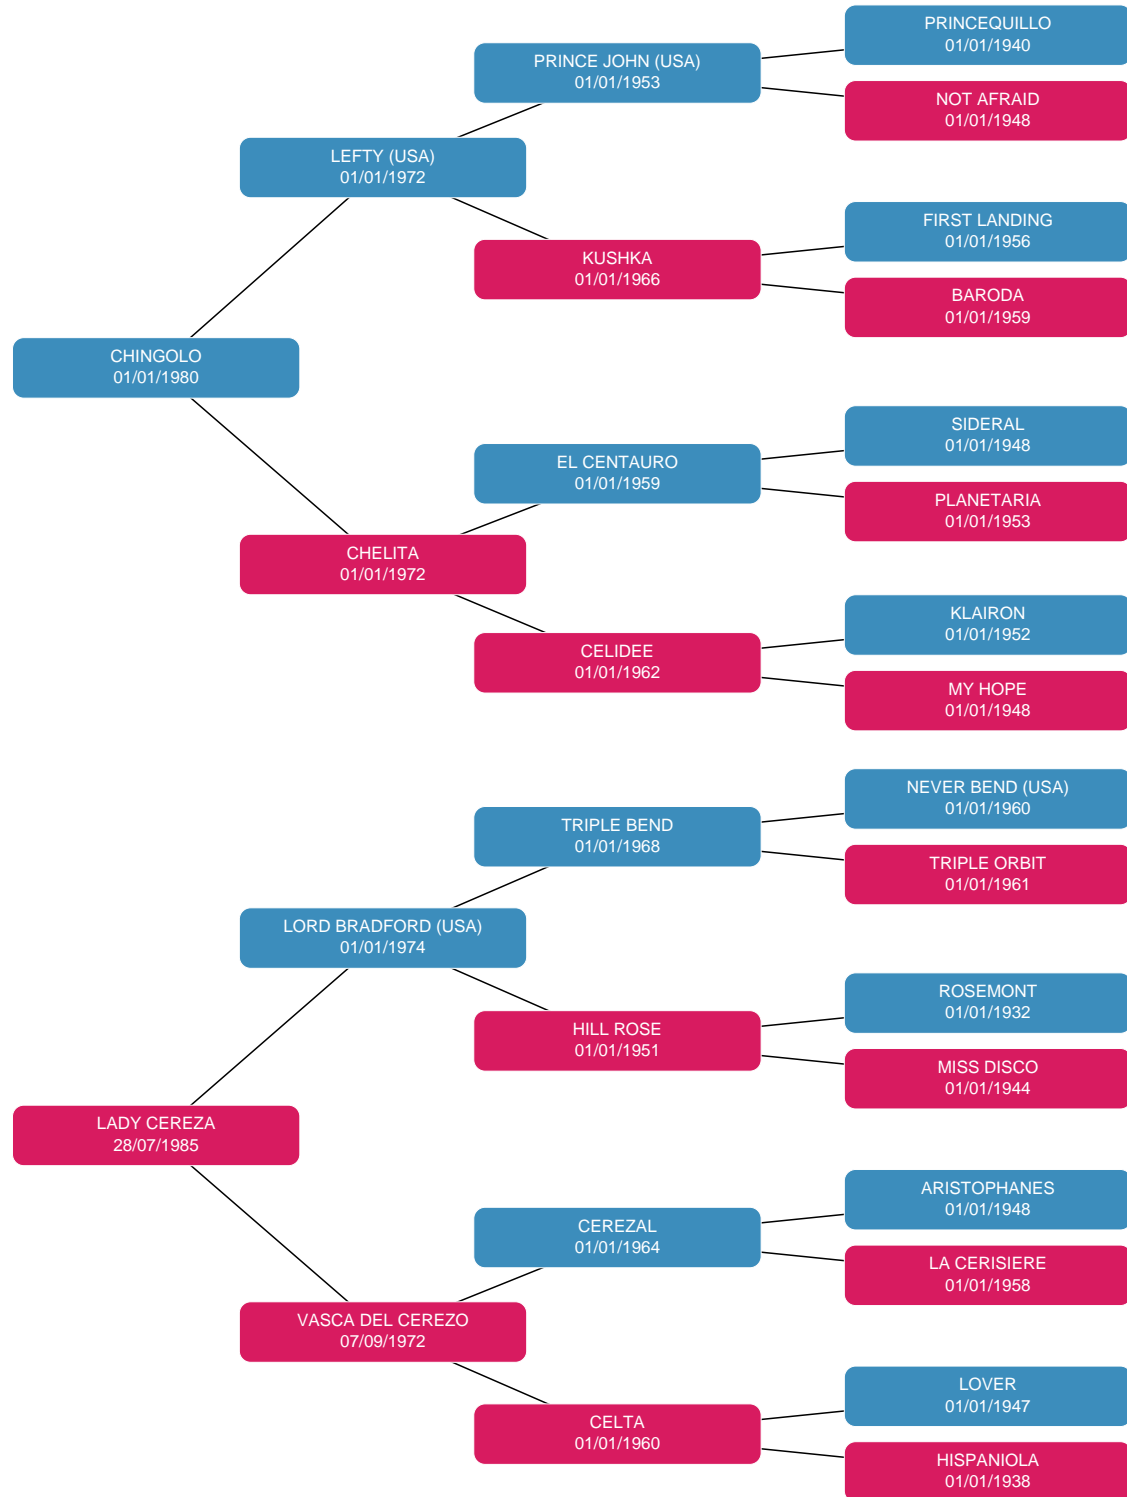 PRINCEQUILLO
01/01/1940
PRINCE JOHN (USA)
01/01/1953
NOT AFRAID
01/01/1948
LEFTY (USA)
01/01/1972
FIRST LANDING
01/01/1956
KUSHKA
01/01/1966
BARODA
01/01/1959
CHINGOLO
01/01/1980
SIDERAL
01/01/1948
EL CENTAURO
01/01/1959
PLANETARIA
01/01/1953
CHELITA
01/01/1972
KLAIRON
01/01/1952
CELIDEE
01/01/1962
MY HOPE
01/01/1948
NEVER BEND (USA)
01/01/1960
TRIPLE BEND
01/01/1968
TRIPLE ORBIT
01/01/1961
LORD BRADFORD (USA)
01/01/1974
ROSEMONT
01/01/1932
HILL ROSE
01/01/1951
MISS DISCO
01/01/1944
LADY CEREZA
28/07/1985
ARISTOPHANES
01/01/1948
CEREZAL
01/01/1964
LA CERISIERE
01/01/1958
VASCA DEL CEREZO
07/09/1972
LOVER
01/01/1947
CELTA
01/01/1960
HISPANIOLA
01/01/1938